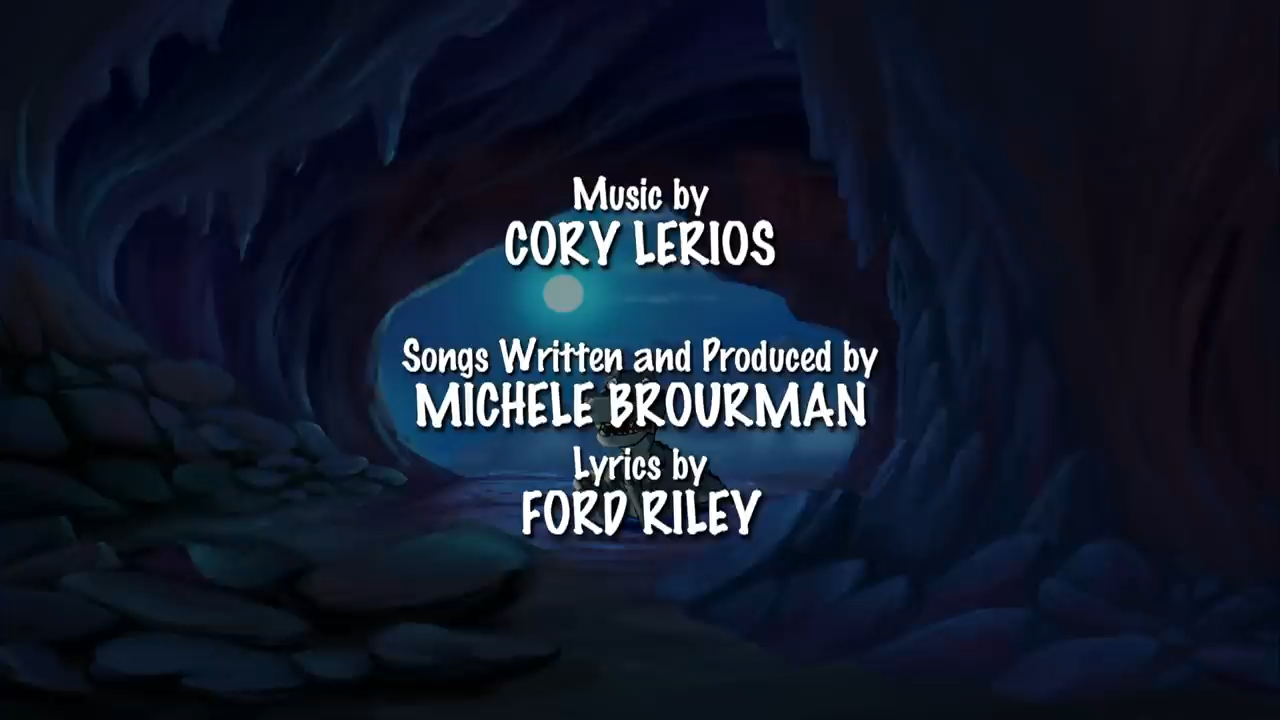 Music by
CORY LERIOS
Songs Written and Produced by
MICHELE BROURMAN
Lyrics by
FORD RILEY